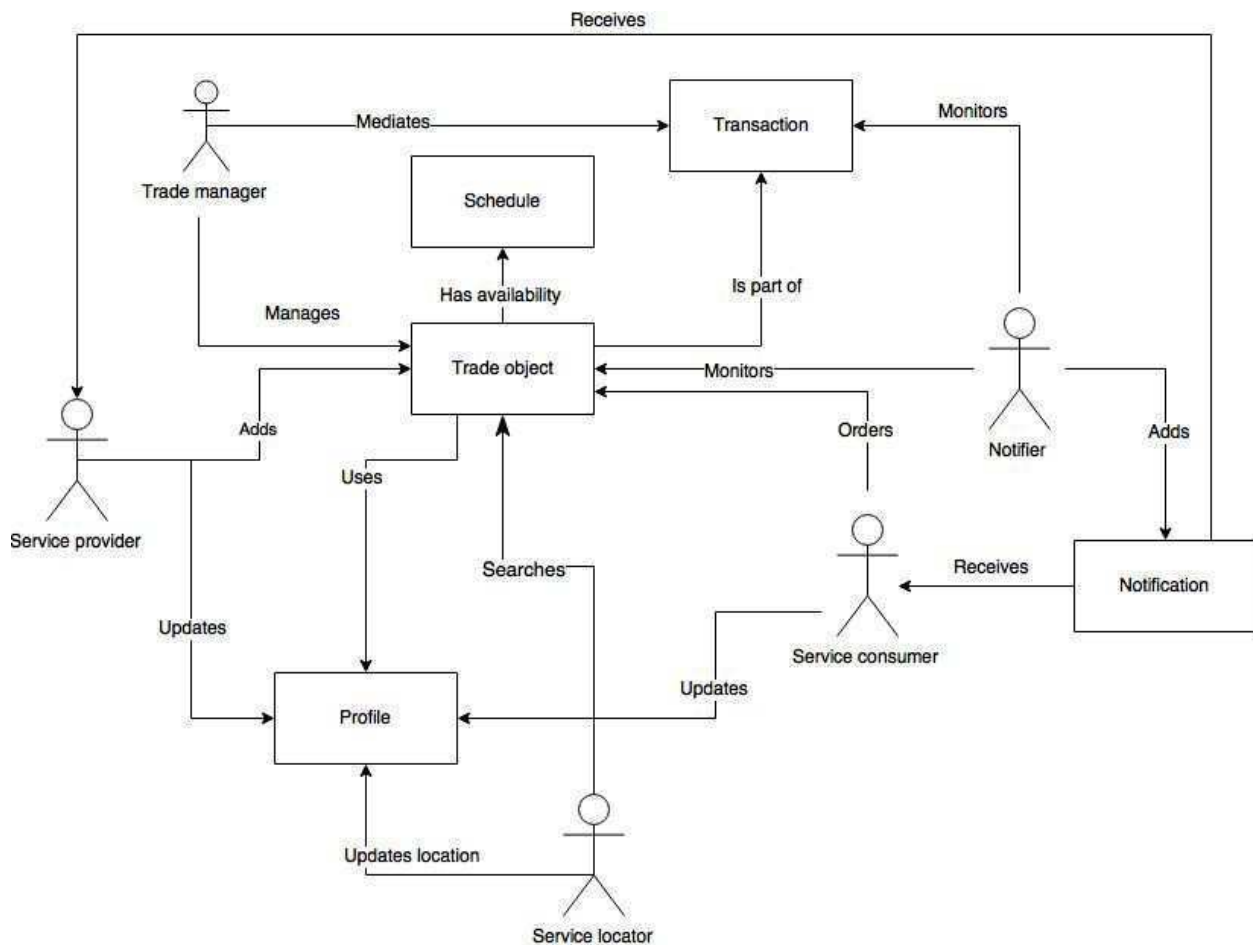 Receives
Mediates
Transaction
Monitors
Trade manager
Schedule
Has availability
Is part of
Manages
Trade object
Monitors
Adds
Orders
Notifier
Adds
Uses
Service provider
Searches
Receives
Notification
Updates
Service consumer
Updates
Profile
Updates location
Service locator